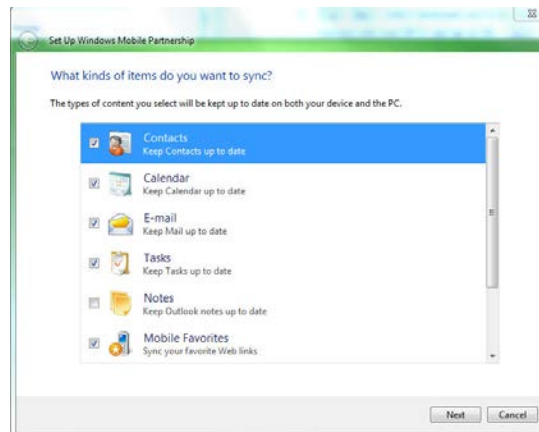 Set Up Windows Mobile Partnership
What kinds of items do you want to sync?
The types of content you select will be kept up to date on both your device and the PC.
Contacts
Keep Contacts up to date
Calendar
Keep Calendar up to date
E-mail
Keep Mail up to date
Tasks
Keep Tasks up to date
Notes
Keep Outlook notes up to date
Mobile Favorites
Sync your favorite Web links
Next Cancel